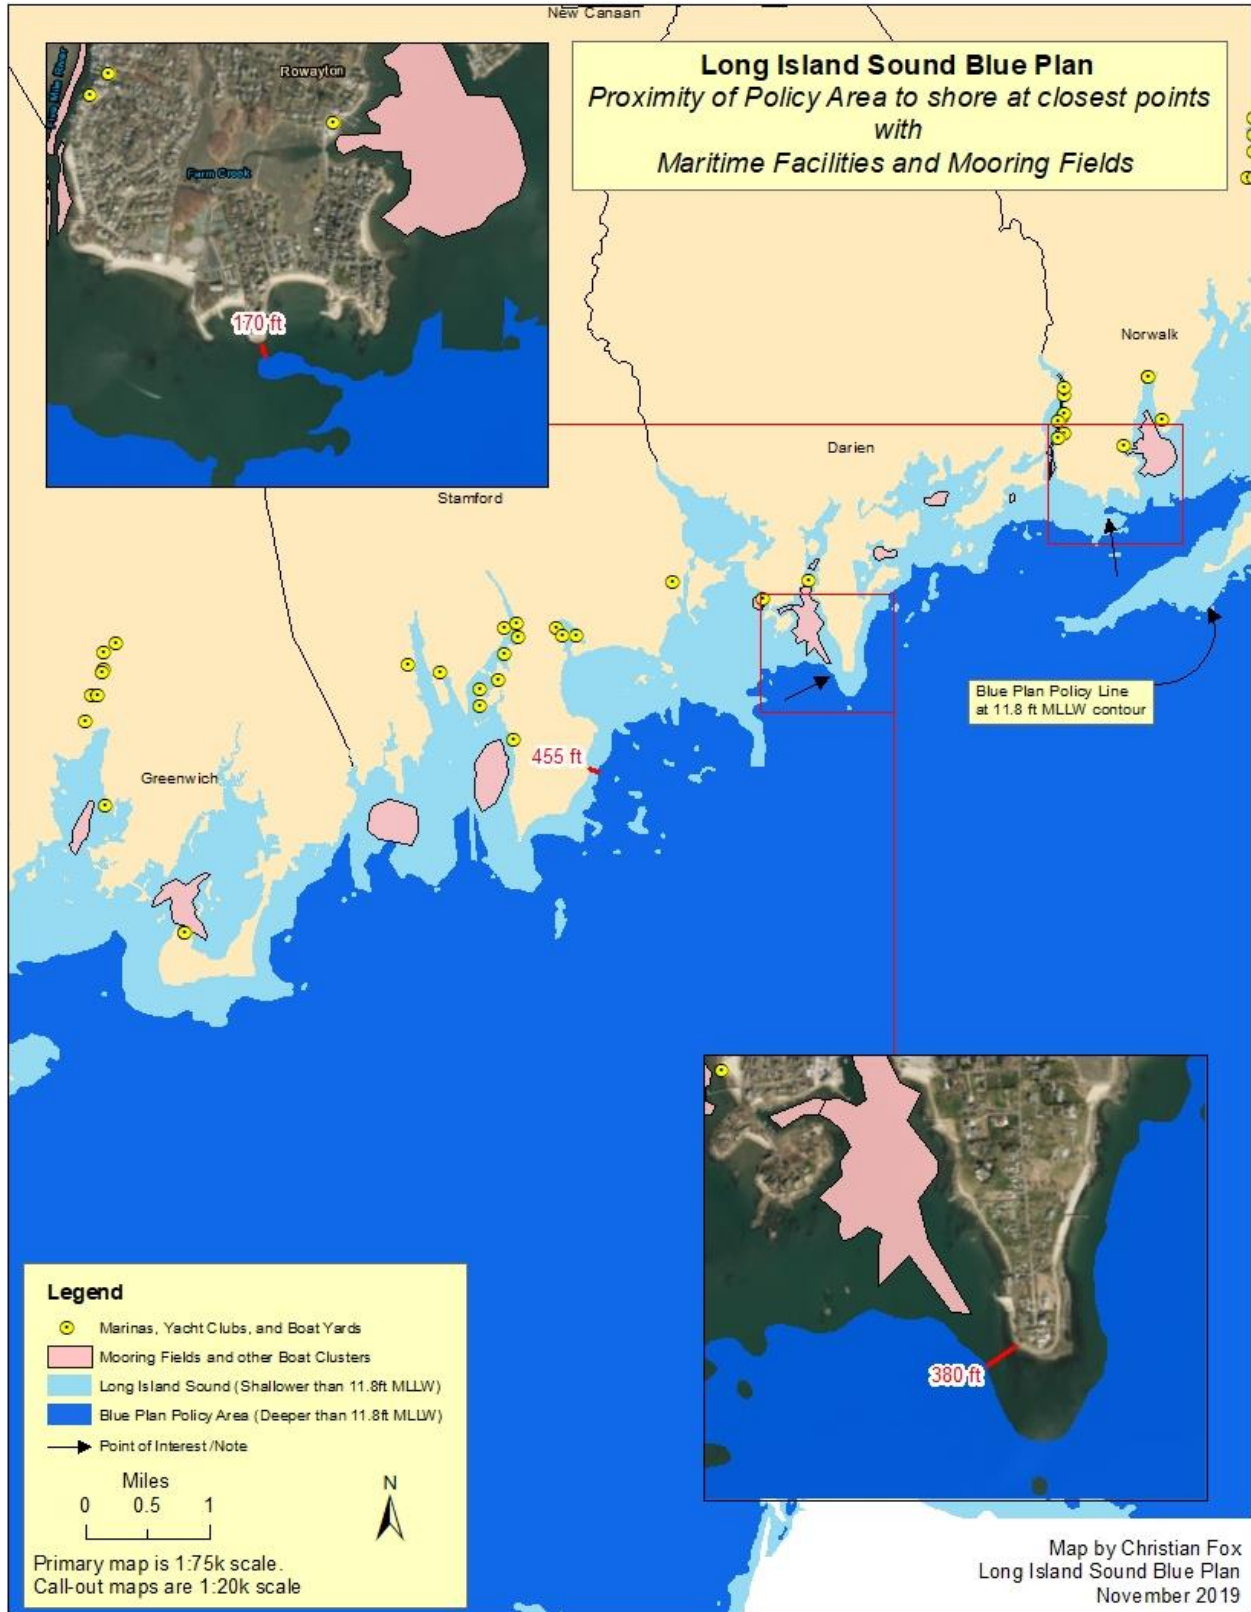 New Canaan
Long Island Sound Blue Plan
Proximity of Policy Area to shore at closest points
with
Maritime Facilities and Mooring Fields
Five Mile River
Rowayton
Farm Creek
170 ft
Norwalk
Darien
Stamford
Blue Plan Policy Line
at 11.8 ft MLLW contour
455 ft
Greenwich
380 ft
Legend
Marinas, Yacht Clubs, and Boat Yards
Mooring Fields and other Boat Clusters
Long Island Sound (Shallower than 11.8ft MLLW)
Blue Plan Policy Area (Deeper than 11.8ft MLLW)
Point of Interest /Note
Miles
0 0.5 1
N
Primary map is 1:75k scale.
Call-out maps are 1:20k scale
Map by Christian Fox
Long Island Sound Blue Plan
November 2019